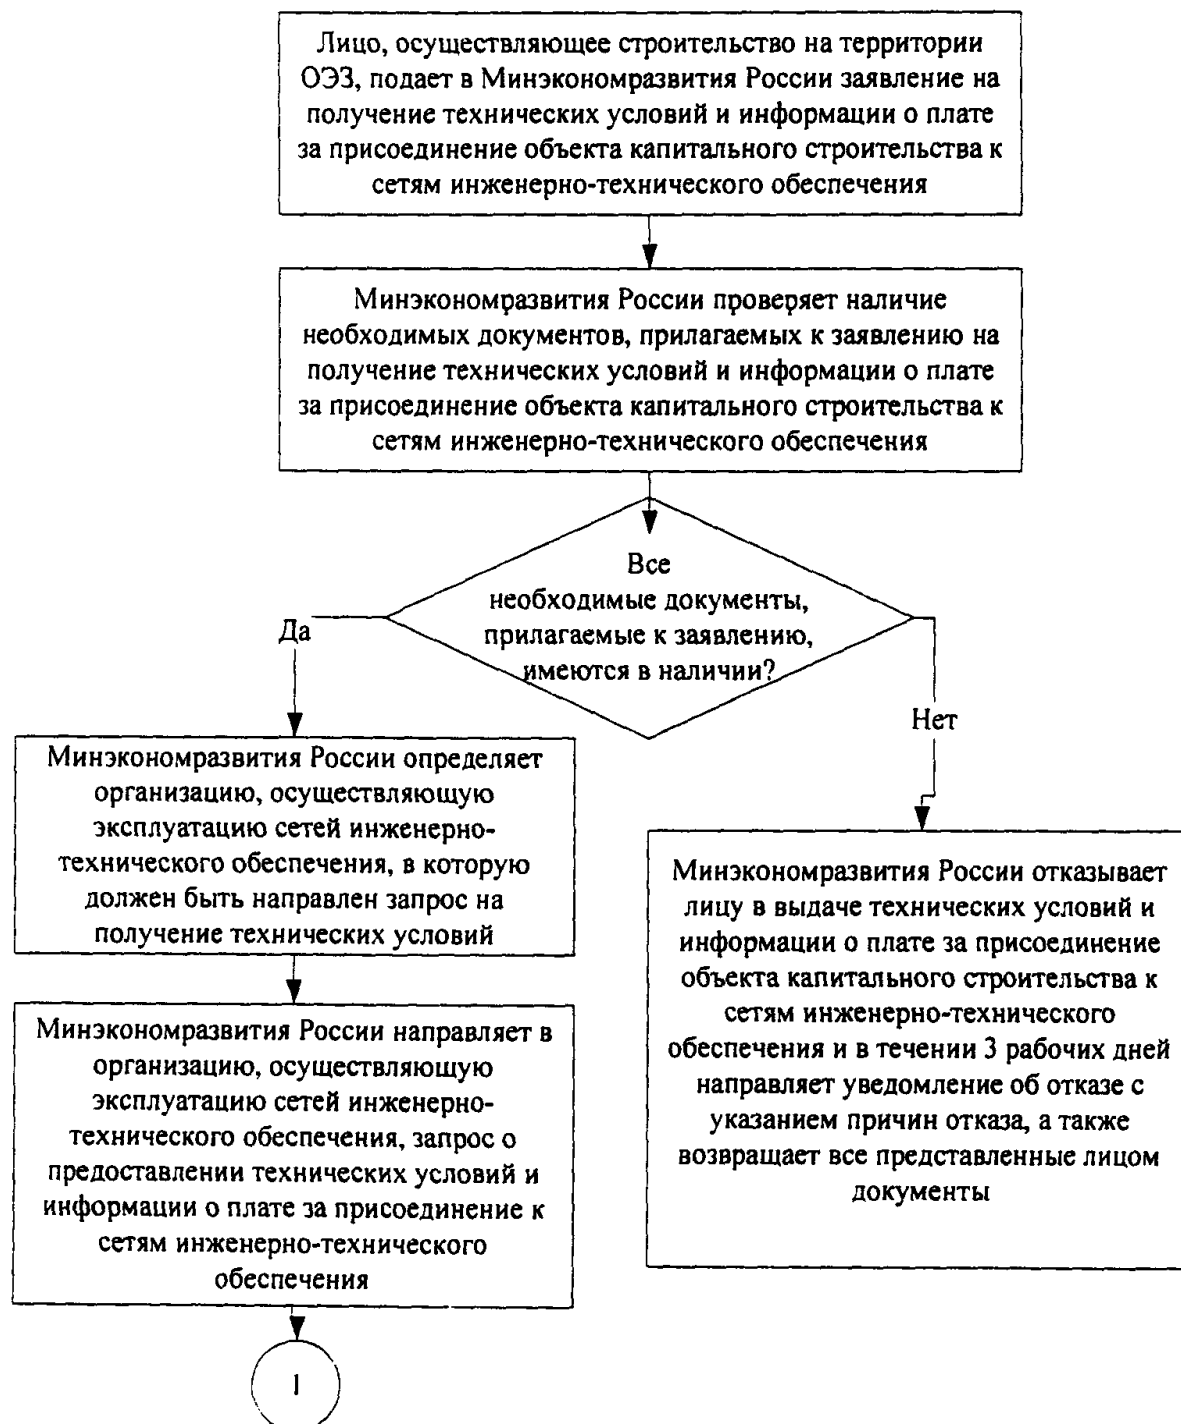 Лицо, осуществляющее строительство на территории
ОЭЗ, подает в Минэкономразвития России заявление на
получение технических условий и информации о плате
за присоединение объекта капитального строительства к
сетям инженерно-технического обеспечения
Минэкономразвития России проверяет наличие
необходимых документов, прилагаемых к заявлению на
получение технических условий и информации о плате
за присоединение объекта капитального строительства к
сетям инженерно-технического обеспечения
Все
необходимые документы,
прилагаемые к заявлению,
имеются в наличии?
Да
Нет
Минэкономразвития России определяет
организацию, осуществляющую
эксплуатацию сетей инженерно-
технического обеспечения, в которую
должен быть направлен запрос на
получение технических условий
Минэкономразвития России направляет в
организацию, осуществляющую
эксплуатацию сетей инженерно-
технического обеспечения, запрос о
предоставлении технических условий и
информации о плате за присоединение к
сетям инженерно-технического
обеспечения
Минэкономразвития России отказывает
лицу в выдаче технических условий и
информации о плате за присоединение
объекта капитального строительства к
сетям инженерно-технического
обеспечения и в течении 3 рабочих дней
направляет уведомление об отказе с
указанием причин отказа, а также
возвращает все представленные лицом
документы
1